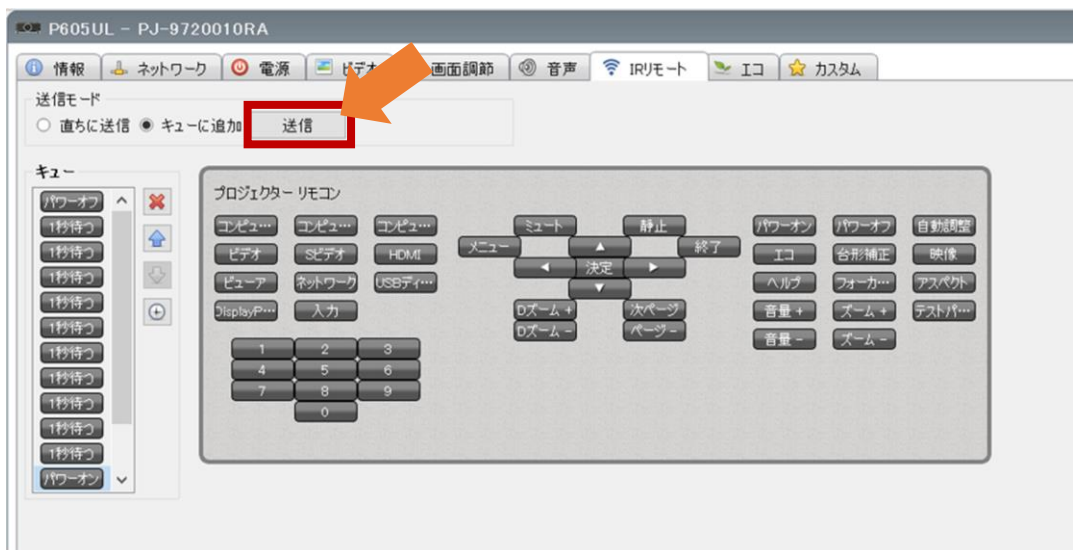 P605UL - PJ-9720010RA
情報 ネットワーク 電源 ビデオ 画面調節 音声 IRリモート エコ カスタム
送信モード
直ちに送信 キューに追加 送信
キュー
パワーオフ
1秒待つ
1秒待つ
1秒待つ
1秒待つ
1秒待つ
1秒待つ
1秒待つ
1秒待つ
1秒待つ
1秒待つ
パワーオン
プロジェクター リモコン
コンピュ… コンピュ… コンピュ… ミュート 静止 パワーオン パワーオフ 自動調整
ビデオ Sビデオ HDMI メニュー ▲ 終了 エコ 台形補正 映像
ビューア ネットワーク USBディ… ◀ 決定 ▶ ヘルプ フォーカ… アスペクト
▼
DisplayP… 入力 Dズーム + 次ページ 音量 + ズーム + テストパ…
Dズーム - ページ- 音量 - ズーム -
1 2 3
4 5 6
7 8 9
0